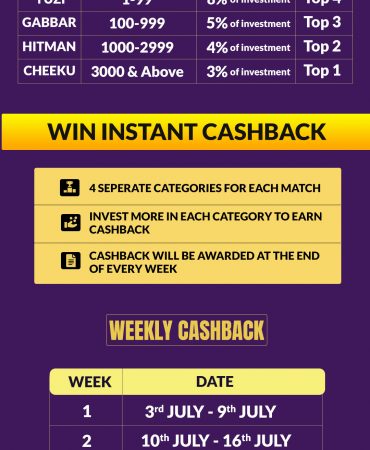 YUZI 1-99 6% of investment Top 4
GABBAR 100-999 5% of investment Top 3
HITMAN 1000-2999 4% of investment Top 2
CHEEKU 3000 & Above 3% of investment Top 1
WIN INSTANT CASHBACK
4 SEPERATE CATEGORIES FOR EACH MATCH
INVEST MORE IN EACH CATEGORY TO EARN
CASHBACK
CASHBACK WILL BE AWARDED AT THE END
OF EVERY WEEK
WEEKLY CASHBACK
WEEK DATE
1 3rd JULY - 9th JULY
2 10th JULY - 16th JULY